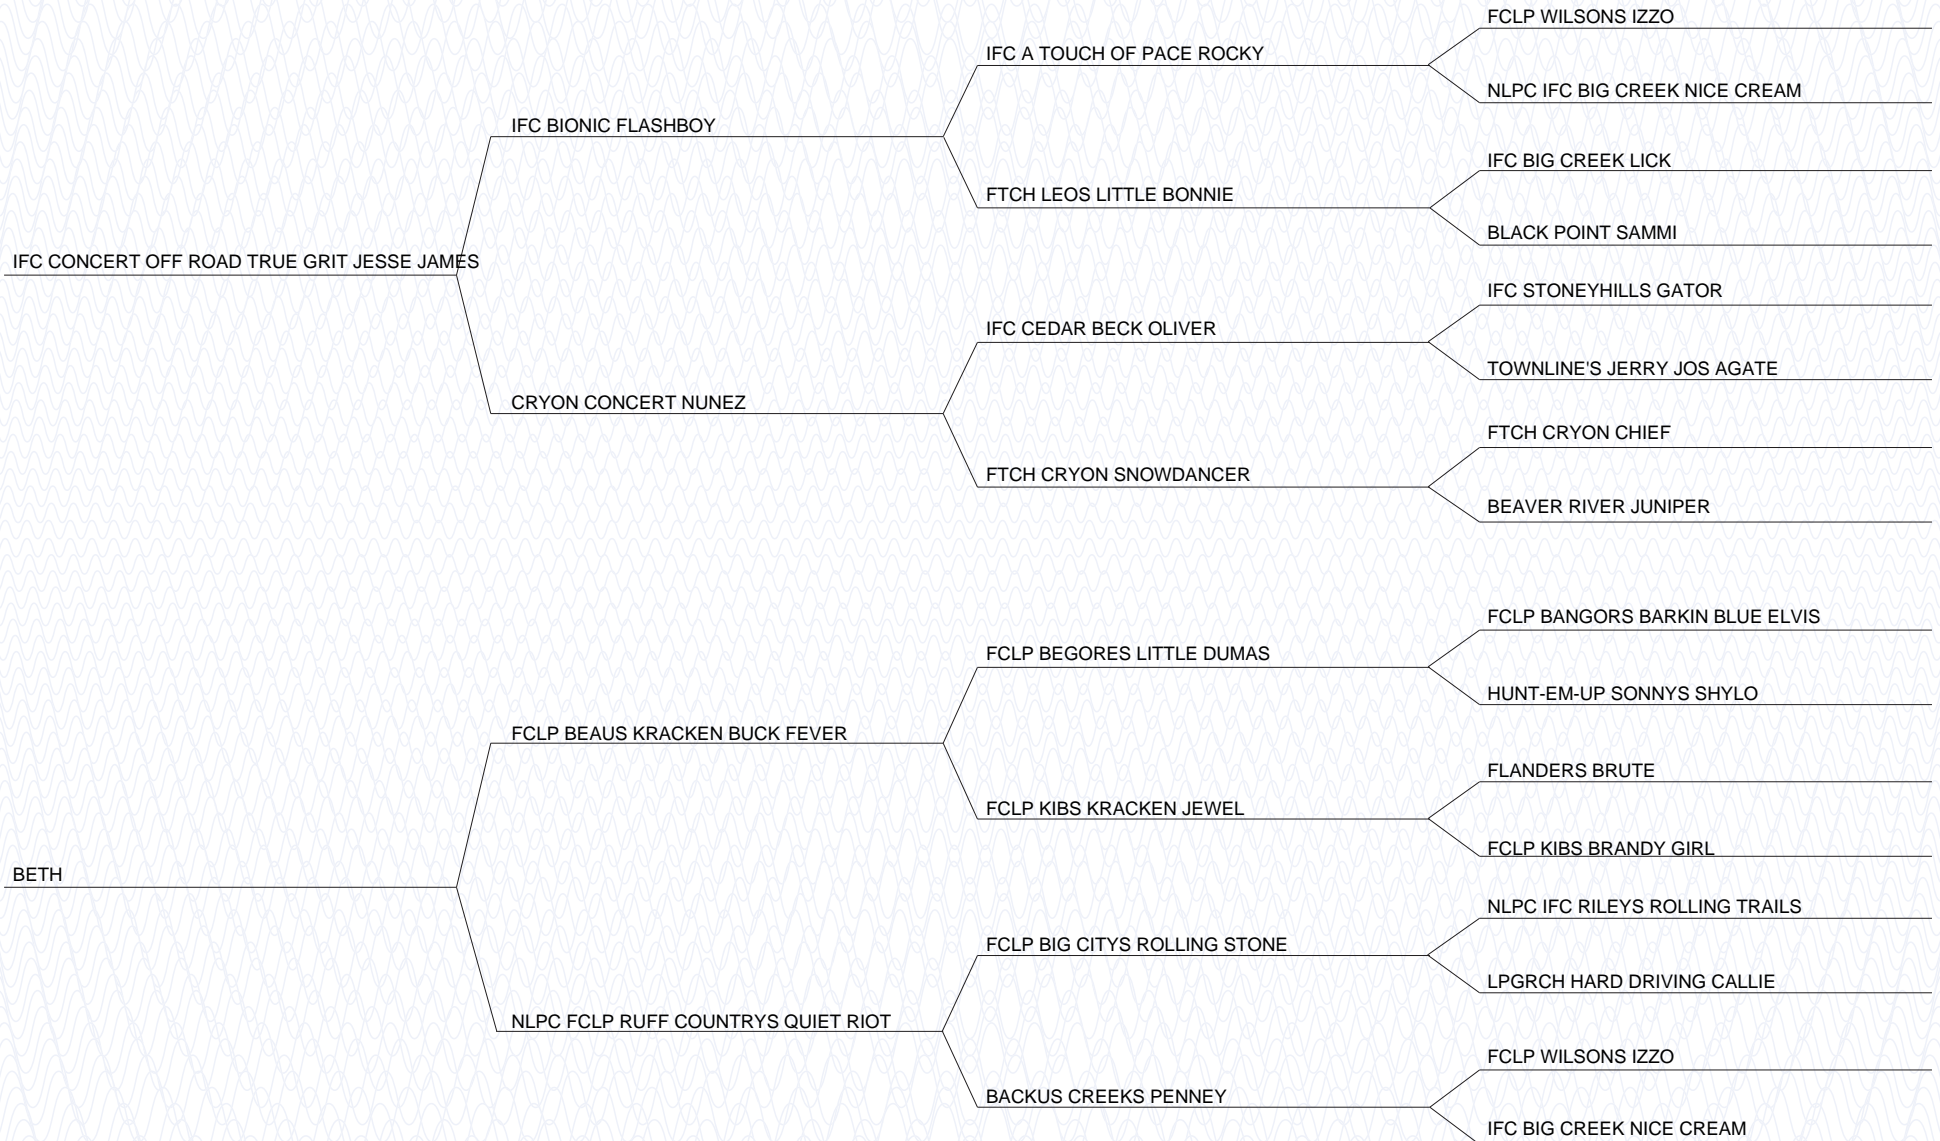 FCLP WILSONS IZZO
IFC A TOUCH OF PACE ROCKY
NLPC IFC BIG CREEK NICE CREAM
IFC BIONIC FLASHBOY
IFC BIG CREEK LICK
FTCH LEOS LITTLE BONNIE
BLACK POINT SAMMI
IFC CONCERT OFF ROAD TRUE GRIT JESSE JAMES
IFC STONEYHILLS GATOR
IFC CEDAR BECK OLIVER
TOWNLINE'S JERRY JOS AGATE
CRYON CONCERT NUNEZ
FTCH CRYON CHIEF
FTCH CRYON SNOWDANCER
BEAVER RIVER JUNIPER
FCLP BANGORS BARKIN BLUE ELVIS
FCLP BEGORES LITTLE DUMAS
HUNT-EM-UP SONNYS SHYLO
FCLP BEAUS KRACKEN BUCK FEVER
FLANDERS BRUTE
FCLP KIBS KRACKEN JEWEL
FCLP KIBS BRANDY GIRL
BETH
NLPC IFC RILEYS ROLLING TRAILS
FCLP BIG CITYS ROLLING STONE
LPGRCH HARD DRIVING CALLIE
NLPC FCLP RUFF COUNTRYS QUIET RIOT
FCLP WILSONS IZZO
BACKUS CREEKS PENNEY
IFC BIG CREEK NICE CREAM